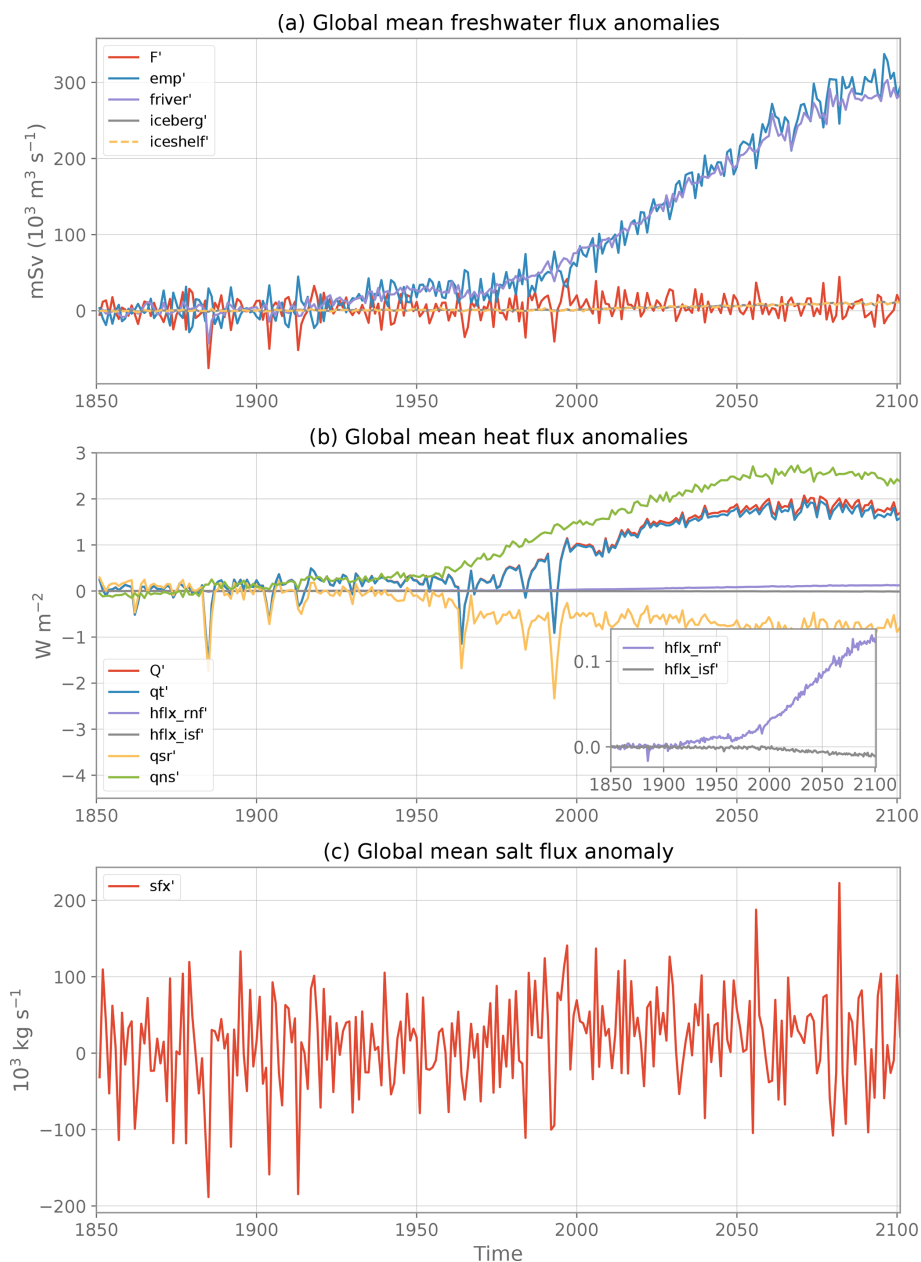 (a) Global mean freshwater flux anomalies
mSv (10³ m³ s⁻¹)
F'
emp'
friver'
iceberg'
iceshelf'
300
200
100
0
1850 1900 1950 2000 2050 2100
(b) Global mean heat flux anomalies
W m⁻²
3
2
1
0
−1
−2
−3
−4
Q'
qt'
hflx_rnf'
hflx_isf'
qsr'
qns'
hflx_rnf'
hflx_isf'
0.1
0.0
1850 1900 1950 2000 2050 2100
1850 1900 1950 2000 2050 2100
(c) Global mean salt flux anomaly
10³ kg s⁻¹
sfx'
200
100
0
−100
−200
1850 1900 1950 2000 2050 2100
Time